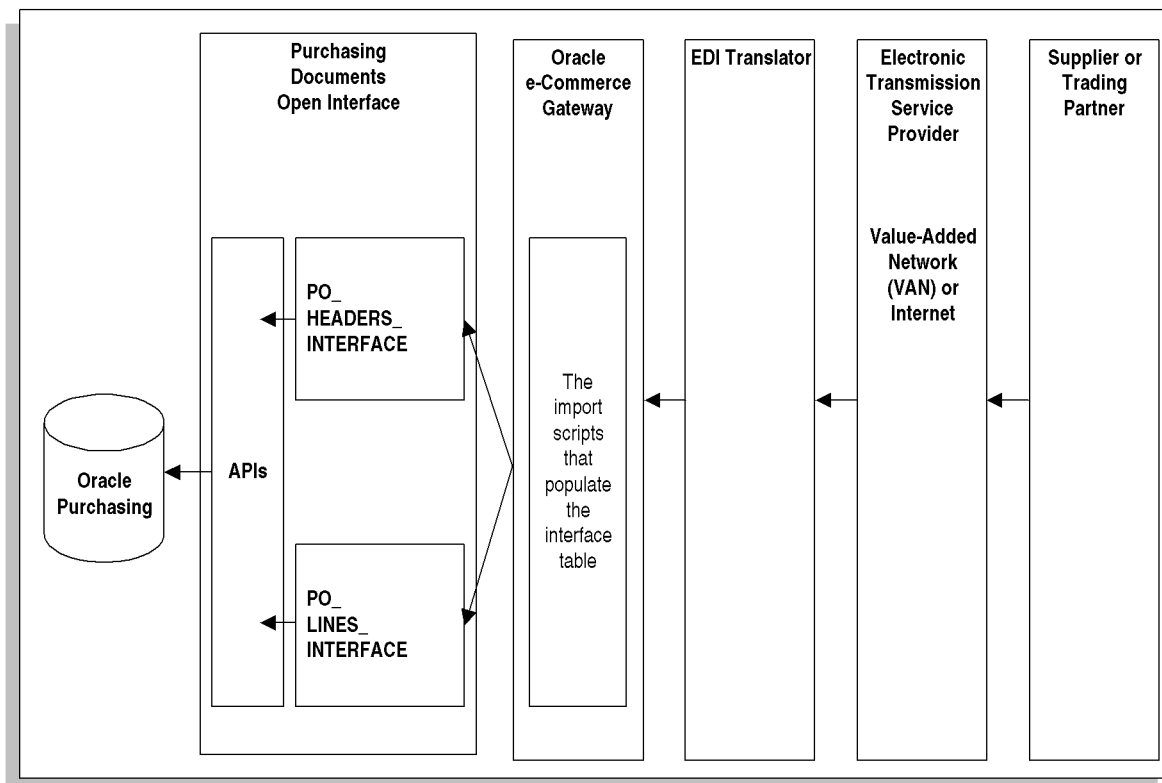 Purchasing
Documents
Open Interface
Oracle
e-Commerce
Gateway
EDI Translator
Electronic
Transmission
Service
Provider
Supplier or
Trading
Partner
Value-Added
Network
(VAN) or
Internet
PO_
HEADERS_
INTERFACE
The
import
scripts
that
populate
the
interface
table
APIs
Oracle
Purchasing
PO_
LINES_
INTERFACE